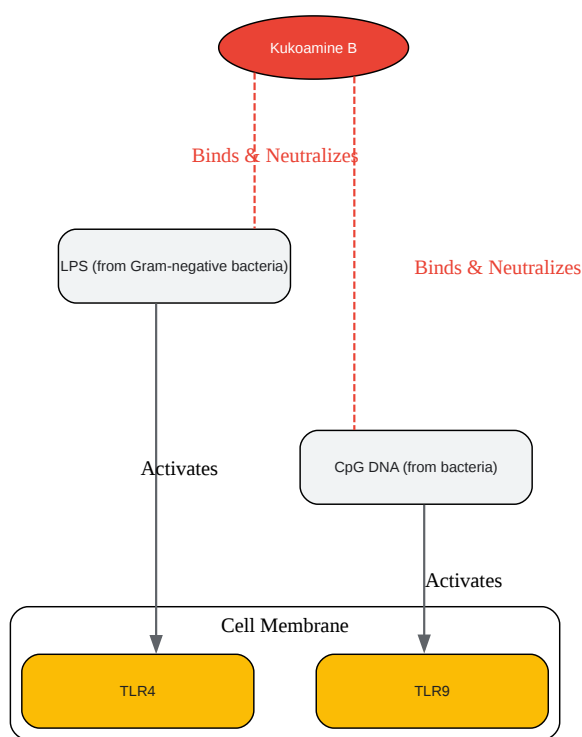 Kukoamine B
Binds & Neutralizes
LPS (from Gram-negative bacteria)
Binds & Neutralizes
CpG DNA (from bacteria)
Activates
Activates
Cell Membrane
TLR4
TLR9